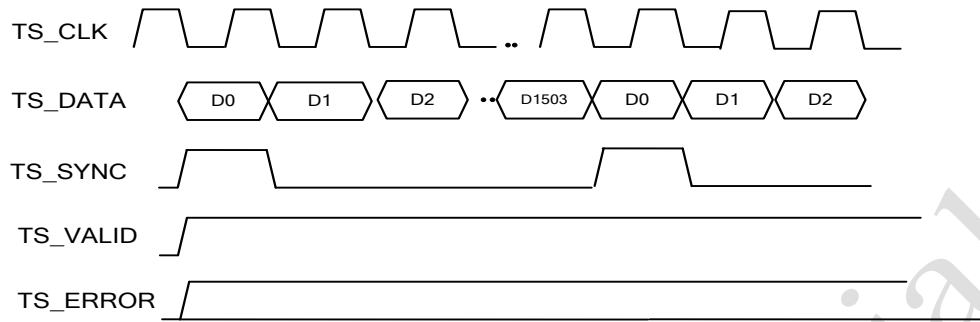 TS_CLK ..
TS_DATA D0 D1 D2 .. D1503 D0 D1 D2
TS_SYNC
TS_VALID
TS_ERROR